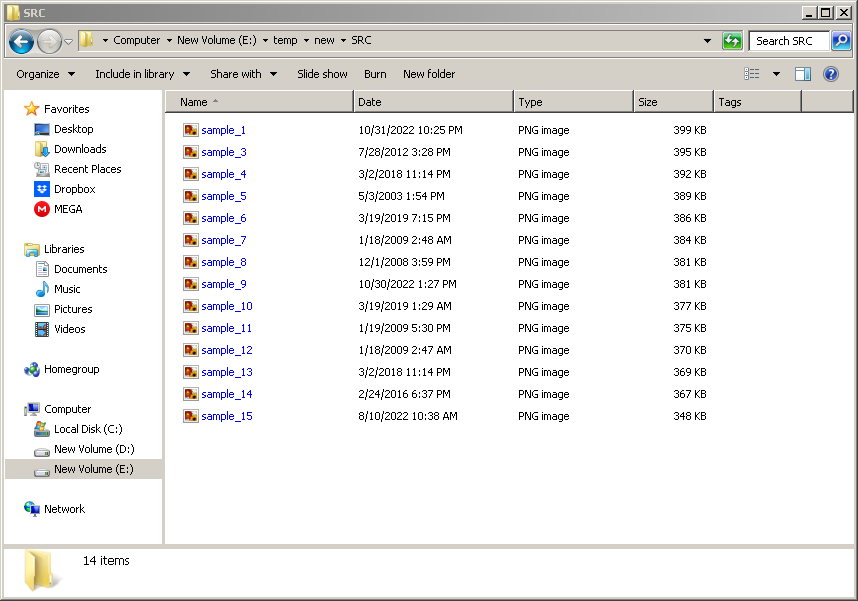 SRC
Computer New Volume (E:) temp new SRC
Search SRC
Organize Include in library Share with Slide show Burn New folder
Favorites
Desktop
Downloads
Recent Places
Dropbox
MEGA
Libraries
Documents
Music
Pictures
Videos
Homegroup
Computer
Local Disk (C:)
New Volume (D:)
New Volume (E:)
Network
Name Date Type Size Tags
sample_1 10/31/2022 10:25 PM PNG image 399 KB
sample_3 7/28/2012 3:28 PM PNG image 395 KB
sample_4 3/2/2018 11:14 PM PNG image 392 KB
sample_5 5/3/2003 1:54 PM PNG image 389 KB
sample_6 3/19/2019 7:15 PM PNG image 386 KB
sample_7 1/18/2009 2:48 AM PNG image 384 KB
sample_8 12/1/2008 3:59 PM PNG image 381 KB
sample_9 10/30/2022 1:27 PM PNG image 381 KB
sample_10 3/19/2019 1:29 AM PNG image 377 KB
sample_11 1/19/2009 5:30 PM PNG image 375 KB
sample_12 1/18/2009 2:47 AM PNG image 370 KB
sample_13 3/2/2018 11:14 PM PNG image 369 KB
sample_14 2/24/2016 6:37 PM PNG image 367 KB
sample_15 8/10/2022 10:38 AM PNG image 348 KB
14 items